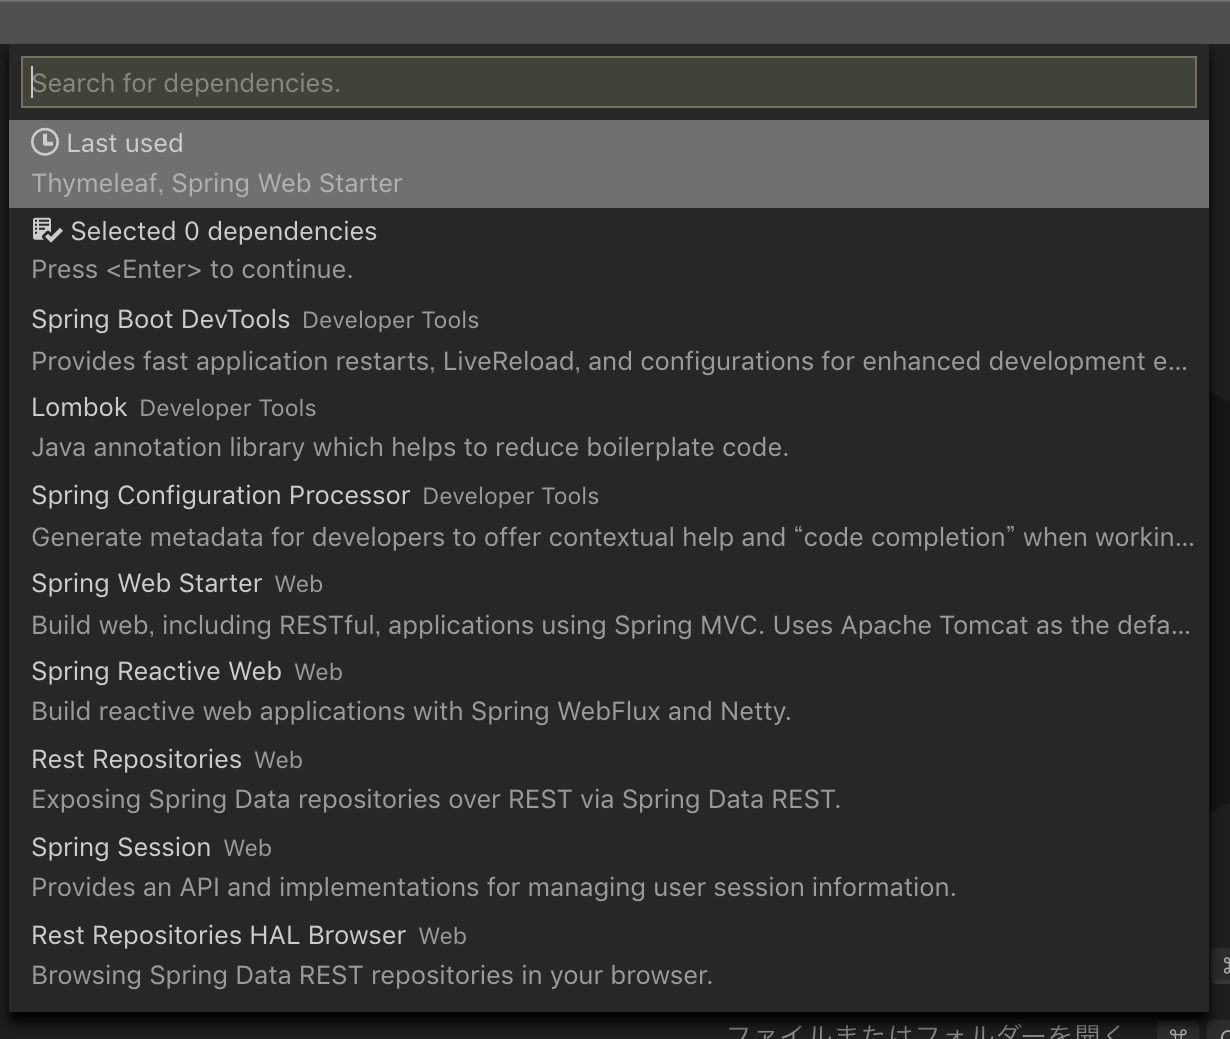 Search for dependencies.
Last used
Thymeleaf, Spring Web Starter
Selected 0 dependencies
Press <Enter> to continue.
Spring Boot DevTools Developer Tools
Provides fast application restarts, LiveReload, and configurations for enhanced development e...
Lombok Developer Tools
Java annotation library which helps to reduce boilerplate code.
Spring Configuration Processor Developer Tools
Generate metadata for developers to offer contextual help and “code completion” when workin...
Spring Web Starter Web
Build web, including RESTful, applications using Spring MVC. Uses Apache Tomcat as the defa...
Spring Reactive Web Web
Build reactive web applications with Spring WebFlux and Netty.
Rest Repositories Web
Exposing Spring Data repositories over REST via Spring Data REST.
Spring Session Web
Provides an API and implementations for managing user session information.
Rest Repositories HAL Browser Web
Browsing Spring Data REST repositories in your browser.
ファイルまたはフォルダーを開く ⌘